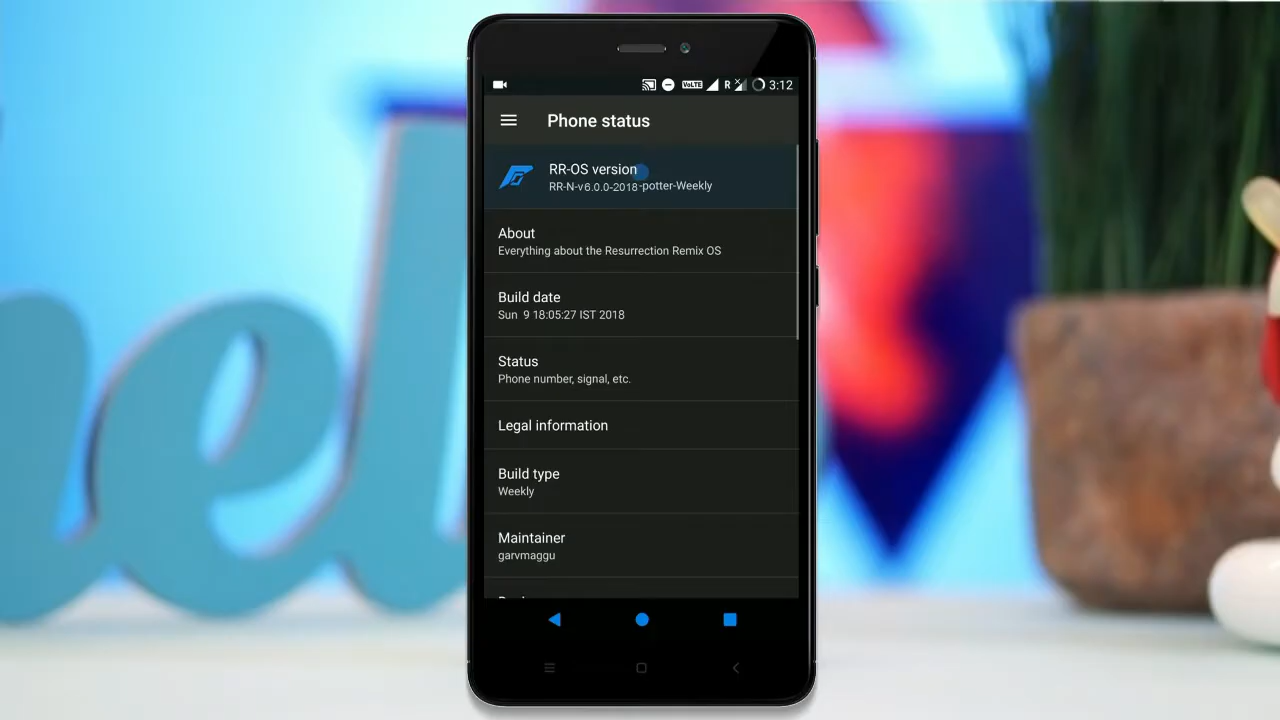 VoLTE R 3:12
Phone status
RR-OS version
RR-N-v6.0.0-2018-potter-Weekly
About
Everything about the Resurrection Remix OS
Build date
Sun 9 18:05:27 IST 2018
Status
Phone number, signal, etc.
Legal information
Build type
Weekly
Maintainer
garvmaggu